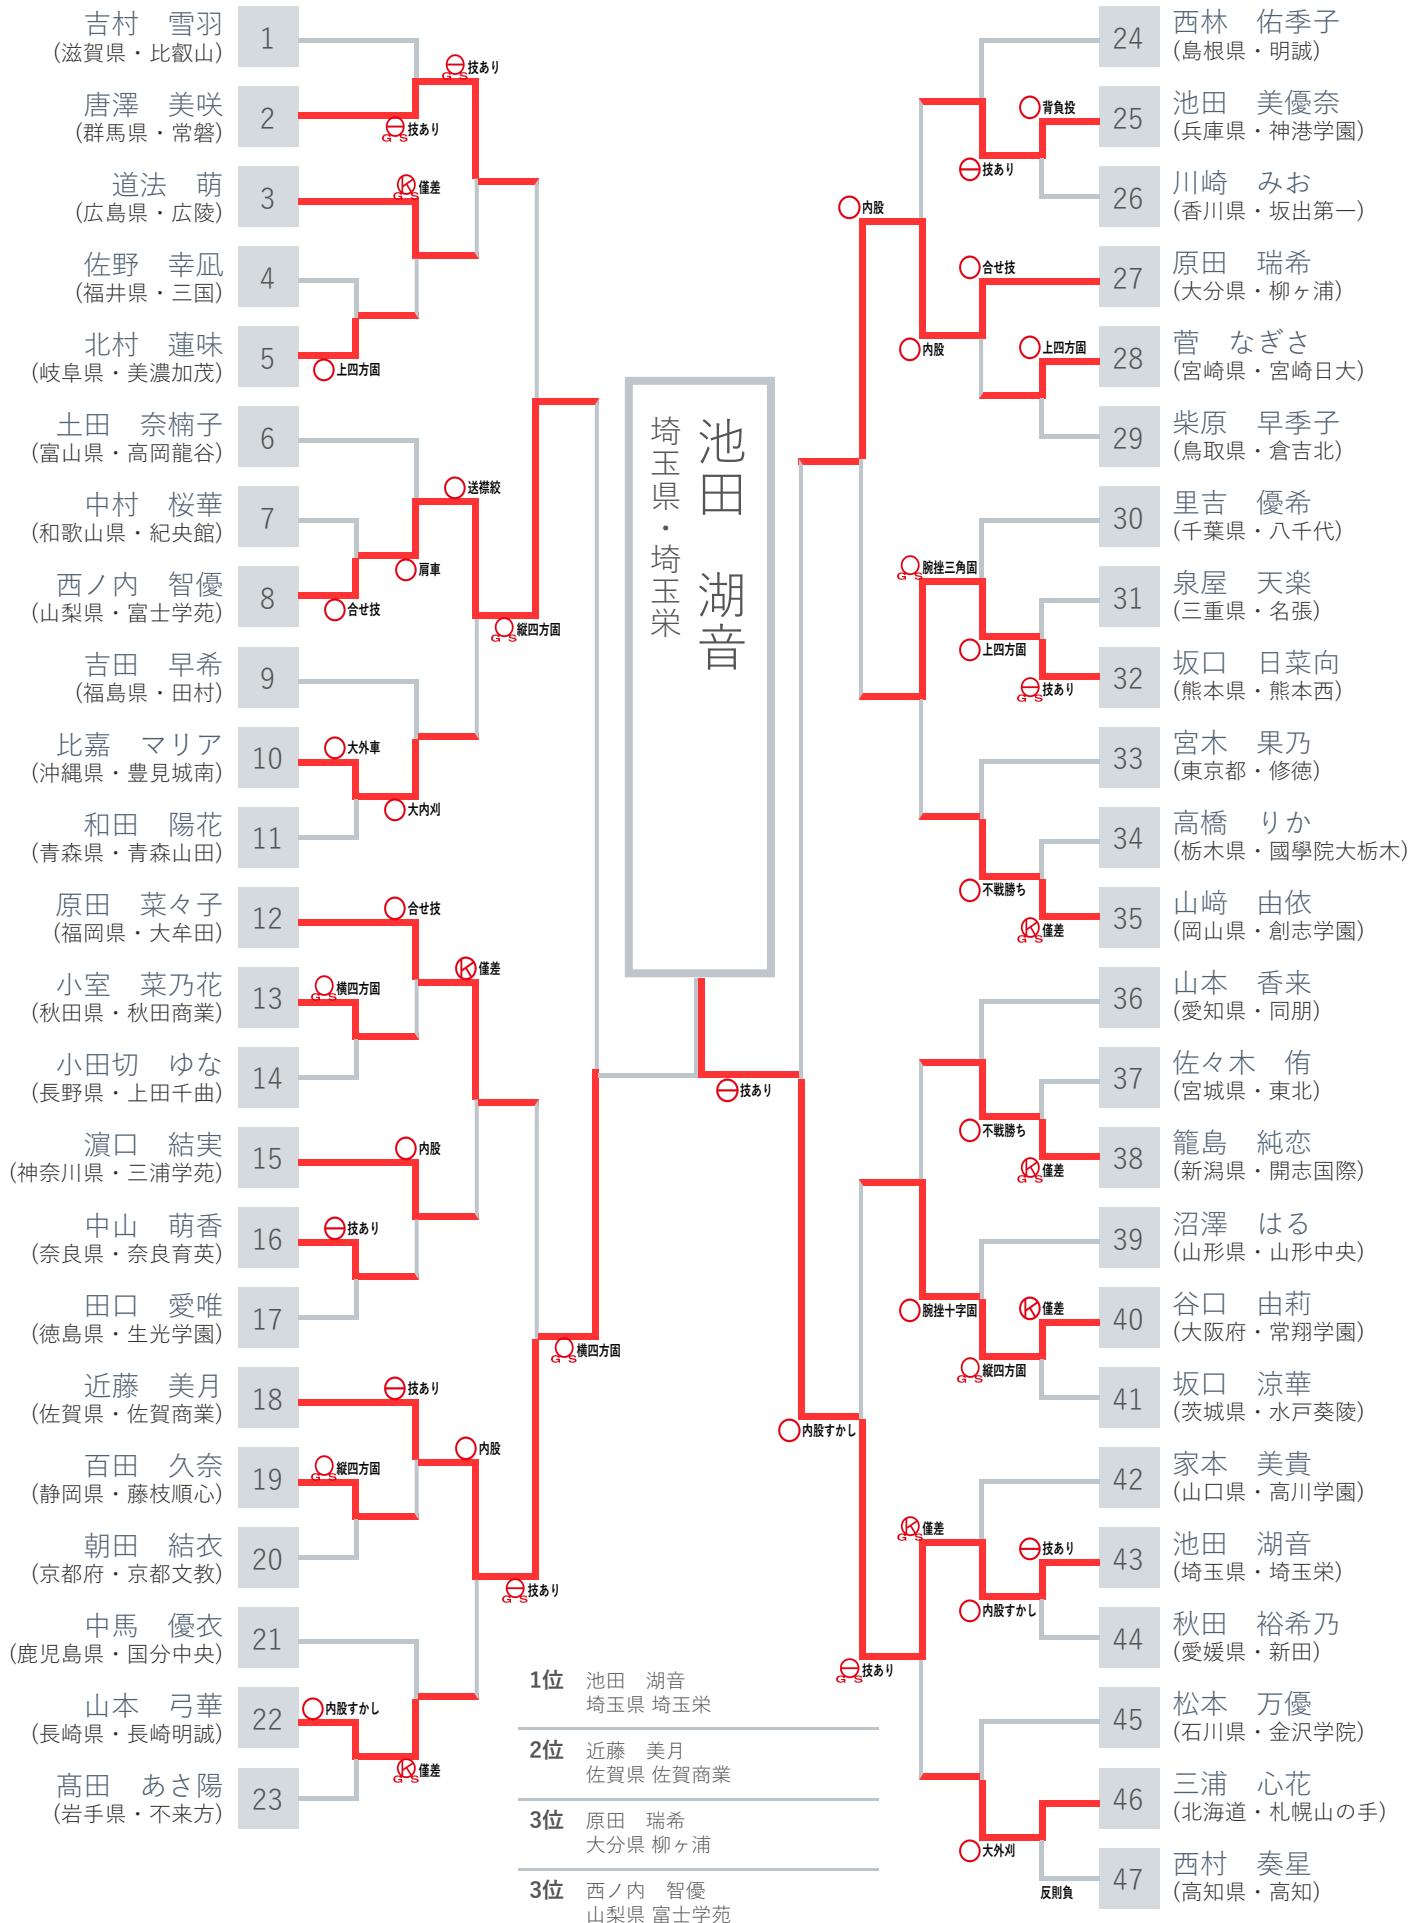 吉村　雪羽
(滋賀県・比叡山)
1
唐澤　美咲
(群馬県・常磐)
2
道法　萌
(広島県・広陵)
3
佐野　幸凪
(福井県・三国)
4
北村　蓮味
(岐阜県・美濃加茂)
5
土田　奈楠子
(富山県・高岡龍谷)
6
中村　桜華
(和歌山県・紀央館)
7
西ノ内　智優
(山梨県・富士学苑)
8
吉田　早希
(福島県・田村)
9
比嘉　マリア
(沖縄県・豊見城南)
10
和田　陽花
(青森県・青森山田)
11
原田　菜々子
(福岡県・大牟田)
12
小室　菜乃花
(秋田県・秋田商業)
13
小田切　ゆな
(長野県・上田千曲)
14
濵口　結実
(神奈川県・三浦学苑)
15
中山　萌香
(奈良県・奈良育英)
16
田口　愛唯
(徳島県・生光学園)
17
近藤　美月
(佐賀県・佐賀商業)
18
百田　久奈
(静岡県・藤枝順心)
19
朝田　結衣
(京都府・京都文教)
20
中馬　優衣
(鹿児島県・国分中央)
21
山本　弓華
(長崎県・長崎明誠)
22
髙田　あさ陽
(岩手県・不来方)
23
GS 技あり
GS 技あり
K GS 僅差
上四方固
送襟絞
肩車
合せ技
GS 縦四方固
大外車
大内刈
合せ技
K 僅差
GS 横四方固
内股
技あり
GS 横四方固
技あり
内股
GS 縦四方固
GS 技あり
内股すかし
K GS 僅差
池田　湖音
埼玉県・埼玉栄
技あり
背負投
技あり
内股
合せ技
内股
上四方固
GS 腕挫三角固
上四方固
GS 技あり
不戦勝ち
K GS 僅差
不戦勝ち
K GS 僅差
腕挫十字固
K 僅差
GS 縦四方固
内股すかし
K GS 僅差
技あり
内股すかし
GS 技あり
大外刈
反則負
24
西林　佑季子
(島根県・明誠)
25
池田　美優奈
(兵庫県・神港学園)
26
川崎　みお
(香川県・坂出第一)
27
原田　瑞希
(大分県・柳ヶ浦)
28
菅　なぎさ
(宮崎県・宮崎日大)
29
柴原　早季子
(鳥取県・倉吉北)
30
里吉　優希
(千葉県・八千代)
31
泉屋　天楽
(三重県・名張)
32
坂口　日菜向
(熊本県・熊本西)
33
宮木　果乃
(東京都・修徳)
34
高橋　りか
(栃木県・國學院大栃木)
35
山﨑　由依
(岡山県・創志学園)
36
山本　香来
(愛知県・同朋)
37
佐々木　侑
(宮城県・東北)
38
籠島　純恋
(新潟県・開志国際)
39
沼澤　はる
(山形県・山形中央)
40
谷口　由莉
(大阪府・常翔学園)
41
坂口　涼華
(茨城県・水戸葵陵)
42
家本　美貴
(山口県・高川学園)
43
池田　湖音
(埼玉県・埼玉栄)
44
秋田　裕希乃
(愛媛県・新田)
45
松本　万優
(石川県・金沢学院)
46
三浦　心花
(北海道・札幌山の手)
47
西村　奏星
(高知県・高知)
1位　池田　湖音
埼玉県 埼玉栄
2位　近藤　美月
佐賀県 佐賀商業
3位　原田　瑞希
大分県 柳ヶ浦
3位　西ノ内　智優
山梨県 富士学苑